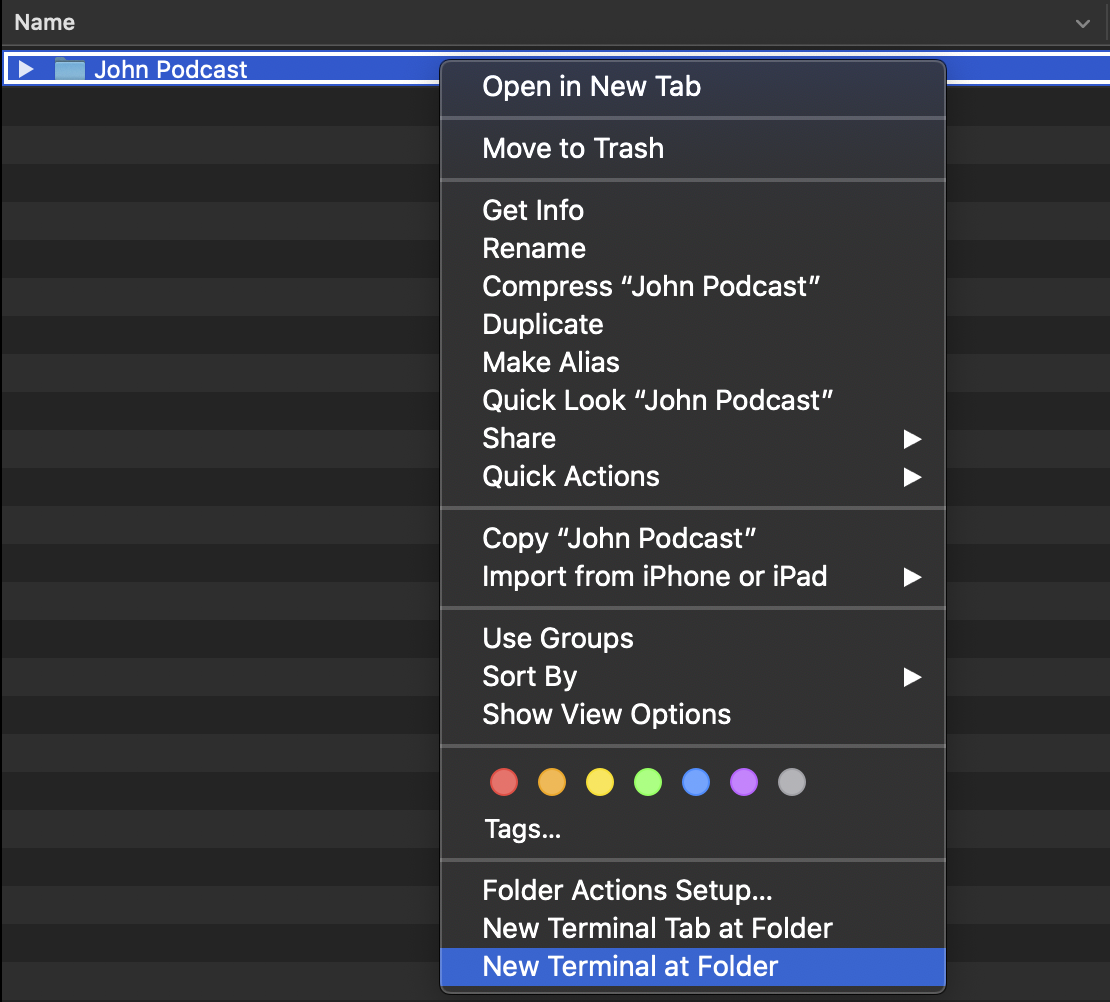 Name
John Podcast
Open in New Tab
Move to Trash
Get Info
Rename
Compress “John Podcast”
Duplicate
Make Alias
Quick Look “John Podcast”
Share
Quick Actions
Copy “John Podcast”
Import from iPhone or iPad
Use Groups
Sort By
Show View Options
Tags...
Folder Actions Setup...
New Terminal Tab at Folder
New Terminal at Folder